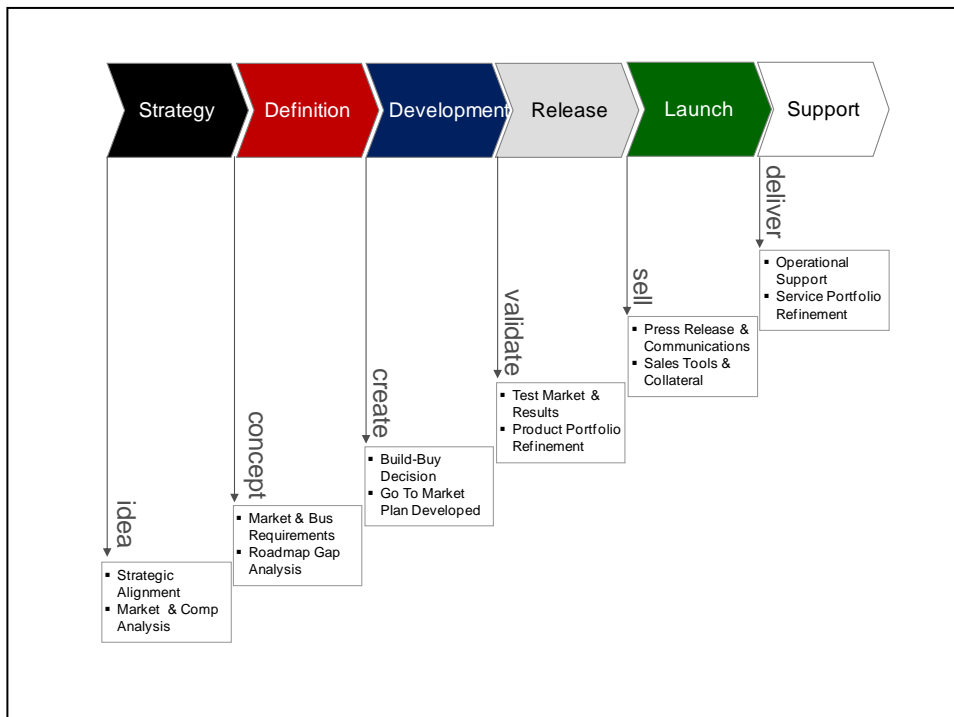 Strategy
Definition
Development
Release
Launch
Support
idea
concept
create
validate
sell
deliver
▪ Strategic
Alignment
▪ Market & Comp
Analysis
▪ Market & Bus
Requirements
▪ Roadmap Gap
Analysis
▪ Build-Buy
Decision
▪ Go To Market
Plan Developed
▪ Test Market &
Results
▪ Product Portfolio
Refinement
▪ Press Release &
Communications
▪ Sales Tools &
Collateral
▪ Operational
Support
▪ Service Portfolio
Refinement